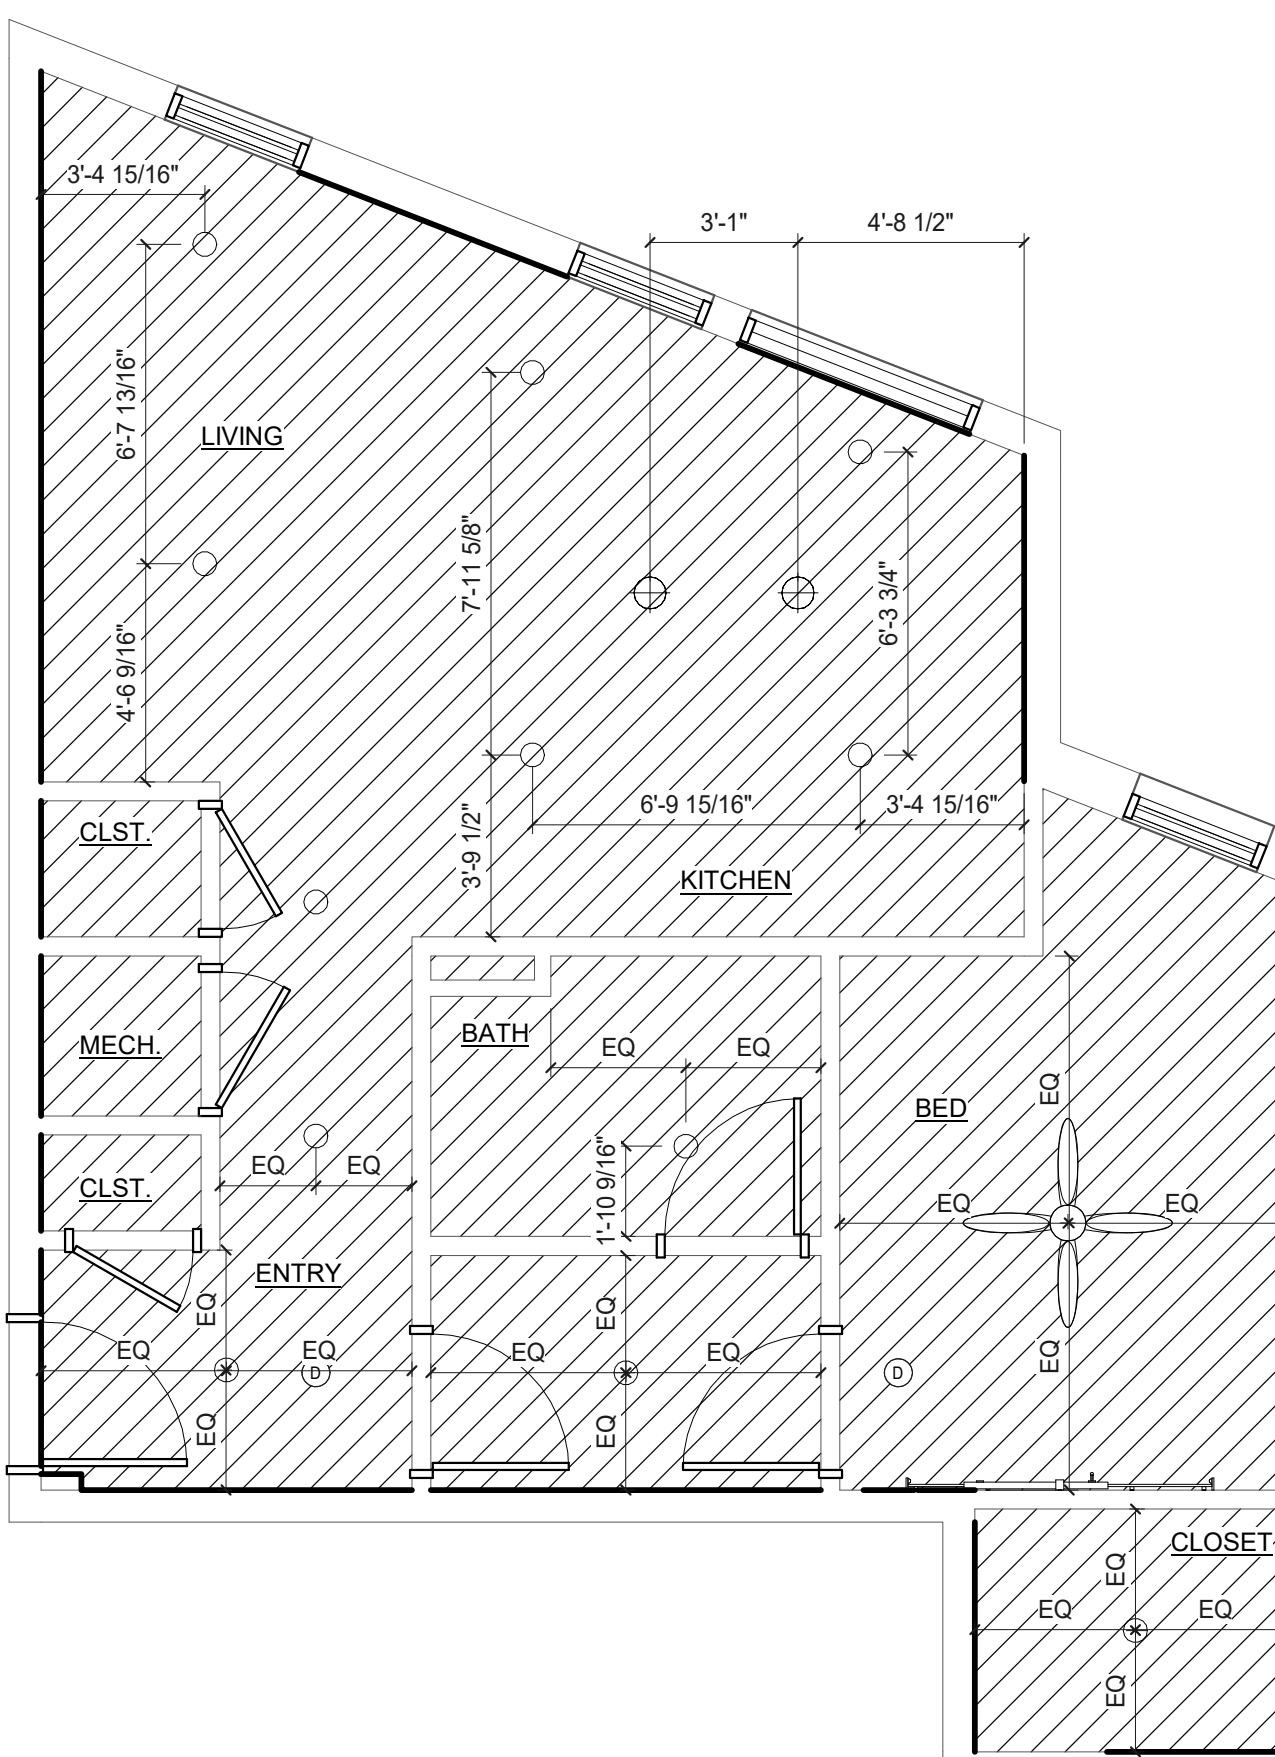 3'-4 15/16"
3'-1"
4'-8 1/2"
6'-7 13/16"
LIVING
7'-11 5/8"
6'-3 3/4"
4'-6 9/16"
6'-9 15/16"
3'-4 15/16"
CLST.
3'-9 1/2"
KITCHEN
MECH.
BATH
EQ
EQ
EQ
BED
CLST.
EQ
EQ
1'-10 9/16"
EQ
EQ
ENTRY
EQ
EQ
EQ
EQ
EQ
EQ
EQ
D
D
EQ
EQ
CLOSET
EQ
EQ
EQ
EQ